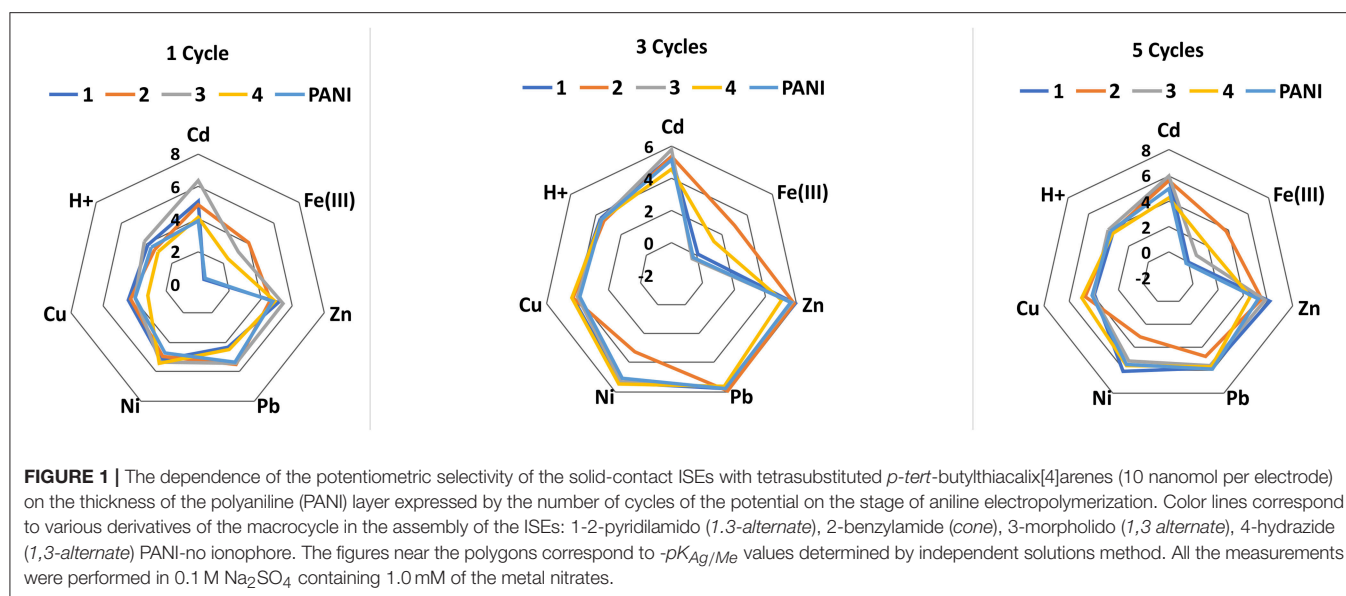 1 Cycle
1 2 3 4 PANI
Cd
8
6
4
2
0
H+
Fe(III)
Cu
Zn
Ni
Pb
3 Cycles
1 2 3 4 PANI
Cd
6
4
2
0
-2
H+
Fe(III)
Cu
Zn
Ni
Pb
5 Cycles
1 2 3 4 PANI
Cd
8
6
4
2
0
-2
H+
Fe(III)
Cu
Zn
Ni
Pb
FIGURE 1 | The dependence of the potentiometric selectivity of the solid-contact ISEs with tetrasubstituted p-tert-butylthiacalix[4]arenes (10 nanomol per electrode)
on the thickness of the polyaniline (PANI) layer expressed by the number of cycles of the potential on the stage of aniline electropolymerization. Color lines correspond
to various derivatives of the macrocycle in the assembly of the ISEs: 1-2-pyridilamido (1.3-alternate), 2-benzylamide (cone), 3-morpholido (1,3 alternate), 4-hydrazide
(1,3-alternate) PANI-no ionophore. The figures near the polygons correspond to -pKAg/Me values determined by independent solutions method. All the measurements
were performed in 0.1 M Na2SO4 containing 1.0 mM of the metal nitrates.